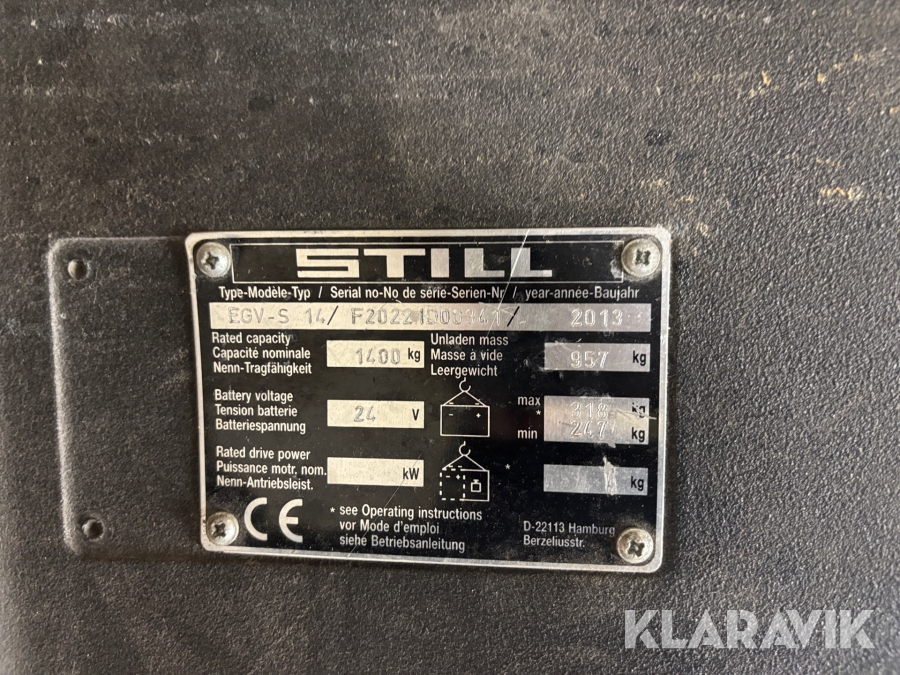 KLARAVIK
STILL
Type-Modèle-Typ / Serial no-No de série-Serien-Nr / year-année-Baujahr
EGV-S 14/ 2013
Rated capacity
Capacité nominale
Nenn-Tragfähigkeit
1400 kg
Unladen mass
Masse à vide
Leergewicht
957 kg
Battery voltage
Tension batterie
Batteriespannung
24 V
- +
max 318 kg
*
min 247 kg
Rated drive power
Puissance motr. nom.
Nenn-Antriebsleist.
kW
- +
* kg
CE
* see Operating instructions
vor Mode d'emploi
siehe Betriebsanleitung
D-22113 Hamburg
Berzeliusstr.
KLARAVIK